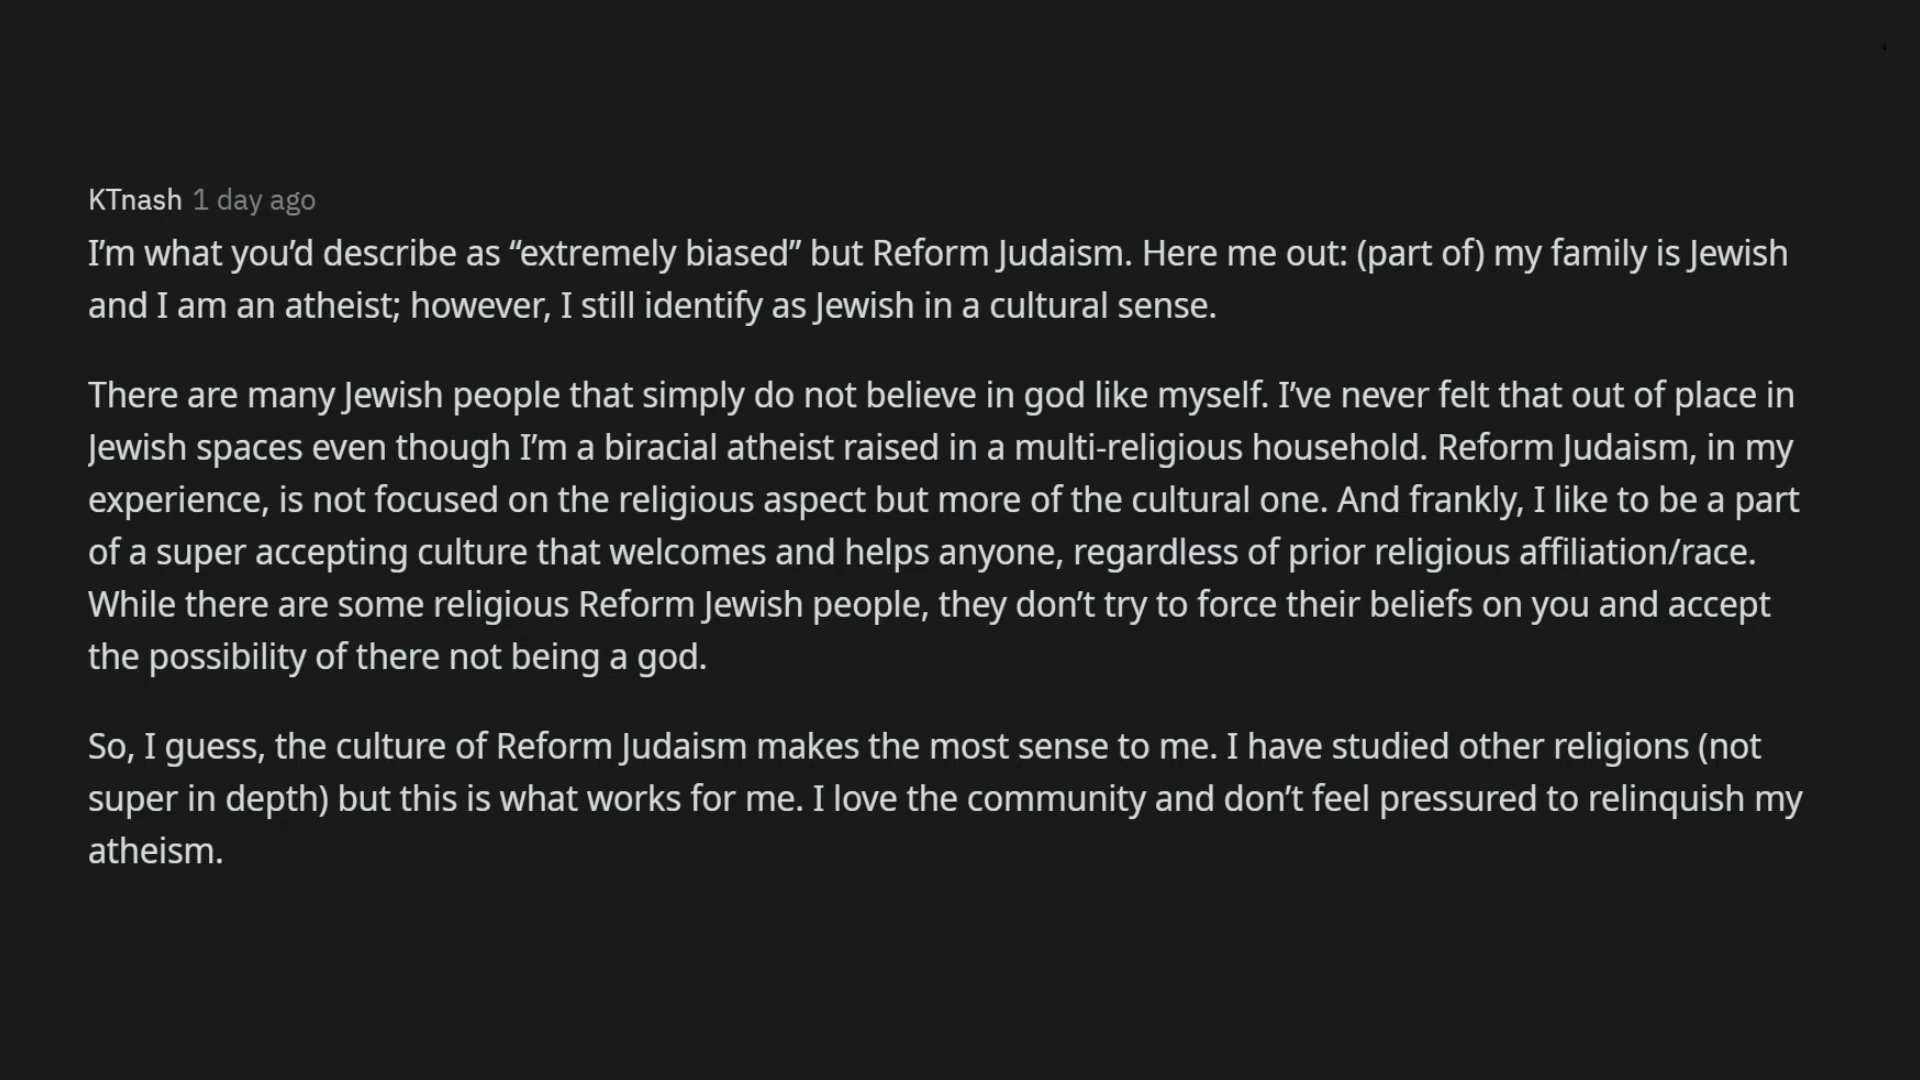 KTnash 1 day ago
I’m what you’d describe as “extremely biased” but Reform Judaism. Here me out: (part of) my family is Jewish
and I am an atheist; however, I still identify as Jewish in a cultural sense.
There are many Jewish people that simply do not believe in god like myself. I’ve never felt that out of place in
Jewish spaces even though I’m a biracial atheist raised in a multi-religious household. Reform Judaism, in my
experience, is not focused on the religious aspect but more of the cultural one. And frankly, I like to be a part
of a super accepting culture that welcomes and helps anyone, regardless of prior religious affiliation/race.
While there are some religious Reform Jewish people, they don’t try to force their beliefs on you and accept
the possibility of there not being a god.
So, I guess, the culture of Reform Judaism makes the most sense to me. I have studied other religions (not
super in depth) but this is what works for me. I love the community and don’t feel pressured to relinquish my
atheism.